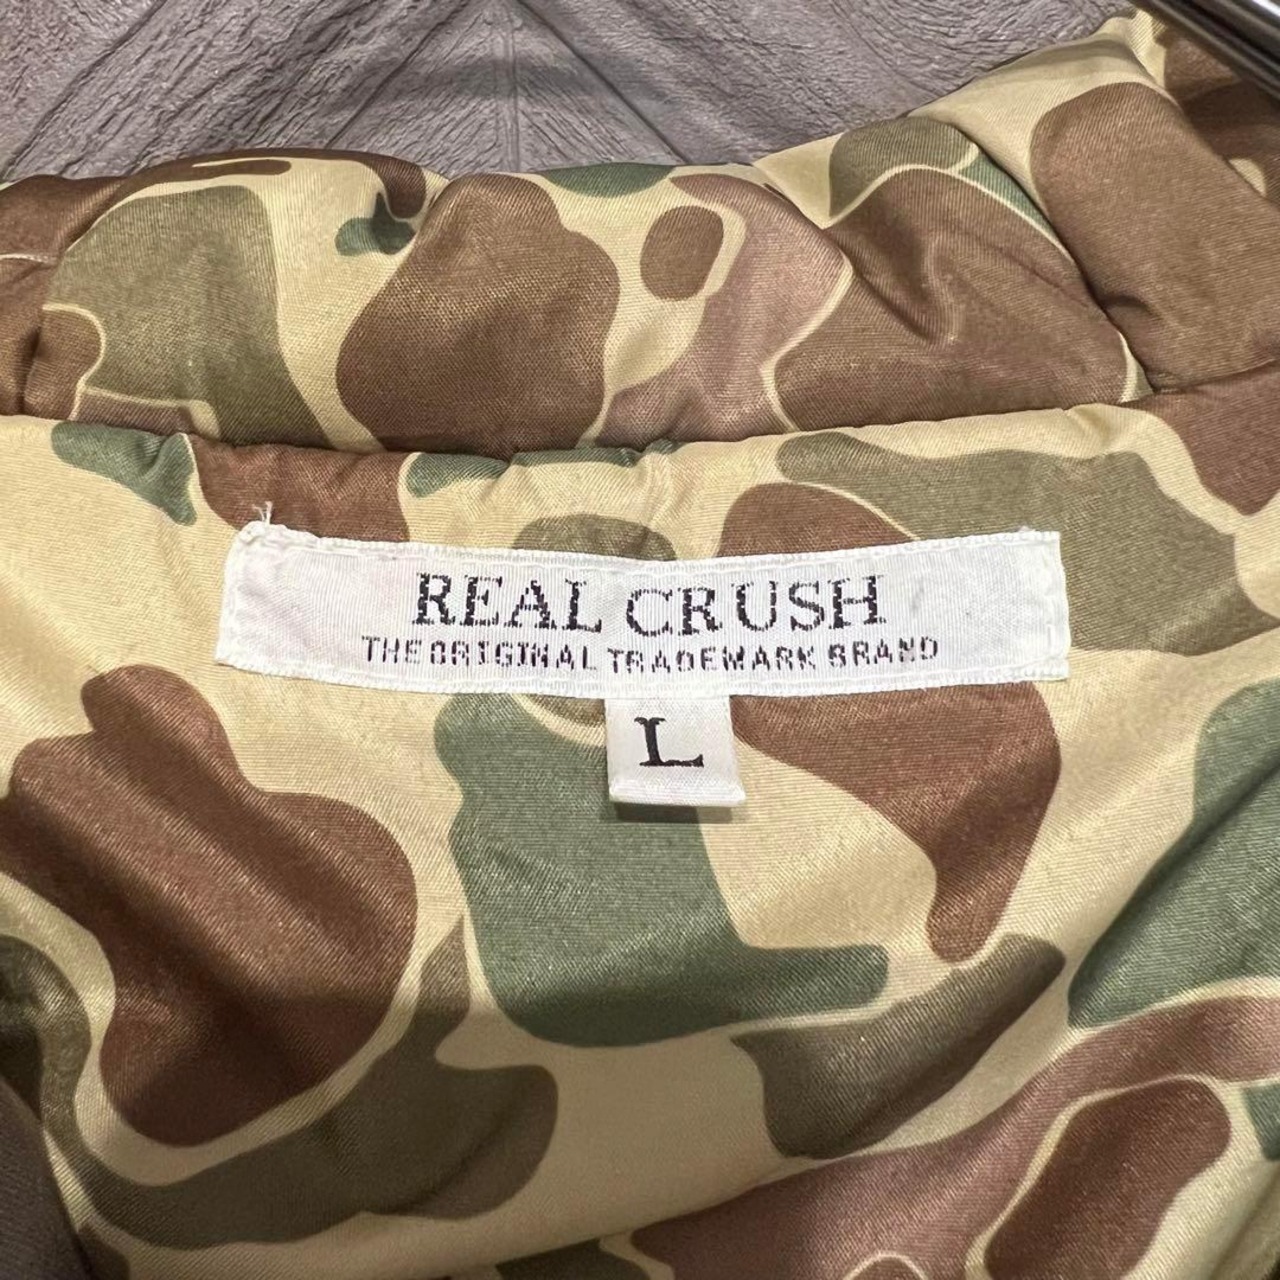 REAL CRUSH
THE ORIGINAL TRADEMARK BRAND
L